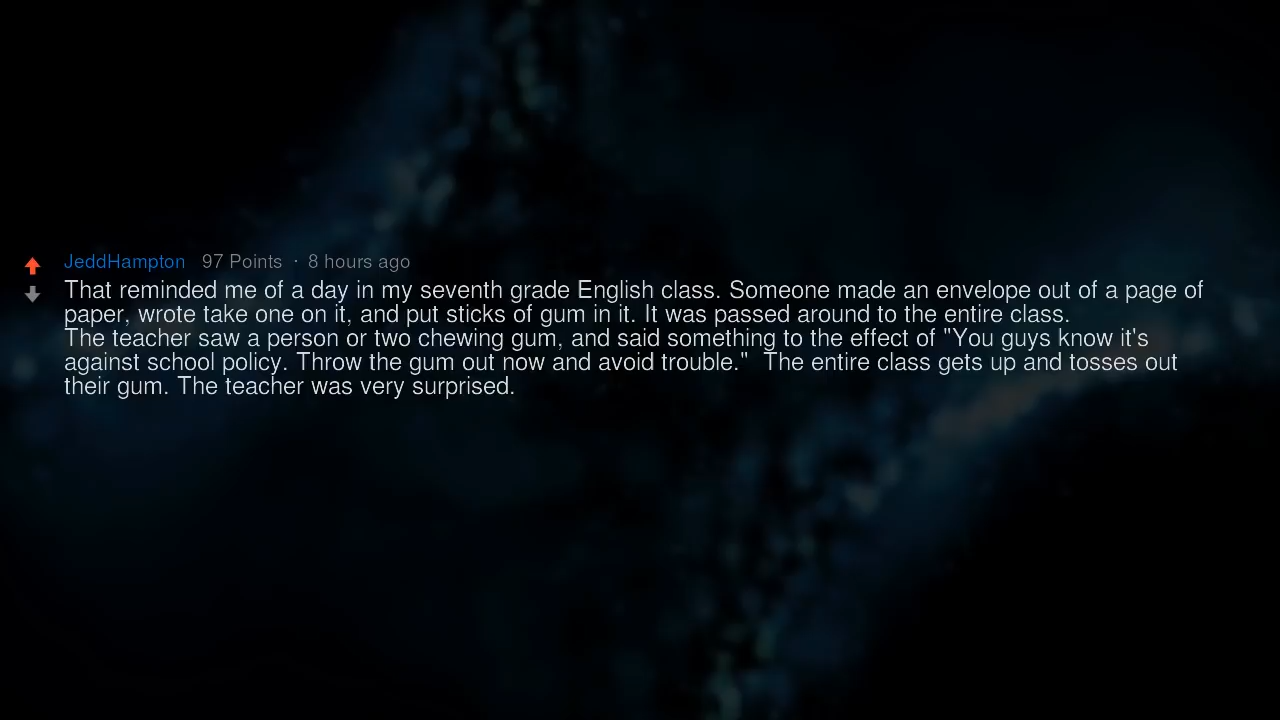 JeddHampton 97 Points · 8 hours ago
That reminded me of a day in my seventh grade English class. Someone made an envelope out of a page of
paper, wrote take one on it, and put sticks of gum in it. It was passed around to the entire class.
The teacher saw a person or two chewing gum, and said something to the effect of "You guys know it's
against school policy. Throw the gum out now and avoid trouble."  The entire class gets up and tosses out
their gum. The teacher was very surprised.